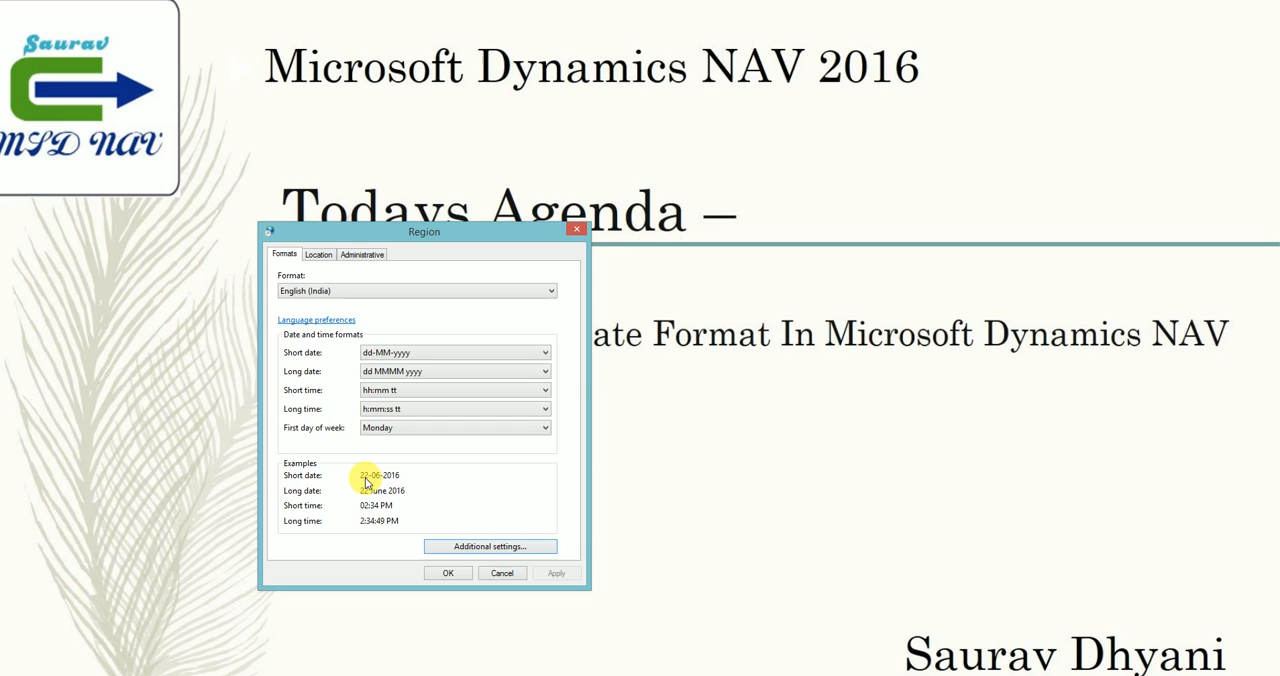 Saurav
MSD NAV
Microsoft Dynamics NAV 2016
Todays Agenda –
ate Format In Microsoft Dynamics NAV
Region
Formats
Location
Administrative
Format:
English (India)
Language preferences
Date and time formats
Short date: dd-MM-yyyy
Long date: dd MMMM yyyy
Short time: hh:mm tt
Long time: h:mm:ss tt
First day of week: Monday
Examples
Short date: 22-06-2016
Long date: 22 June 2016
Short time: 02:34 PM
Long time: 2:34:49 PM
Additional settings...
OK
Cancel
Apply
Saurav Dhyani